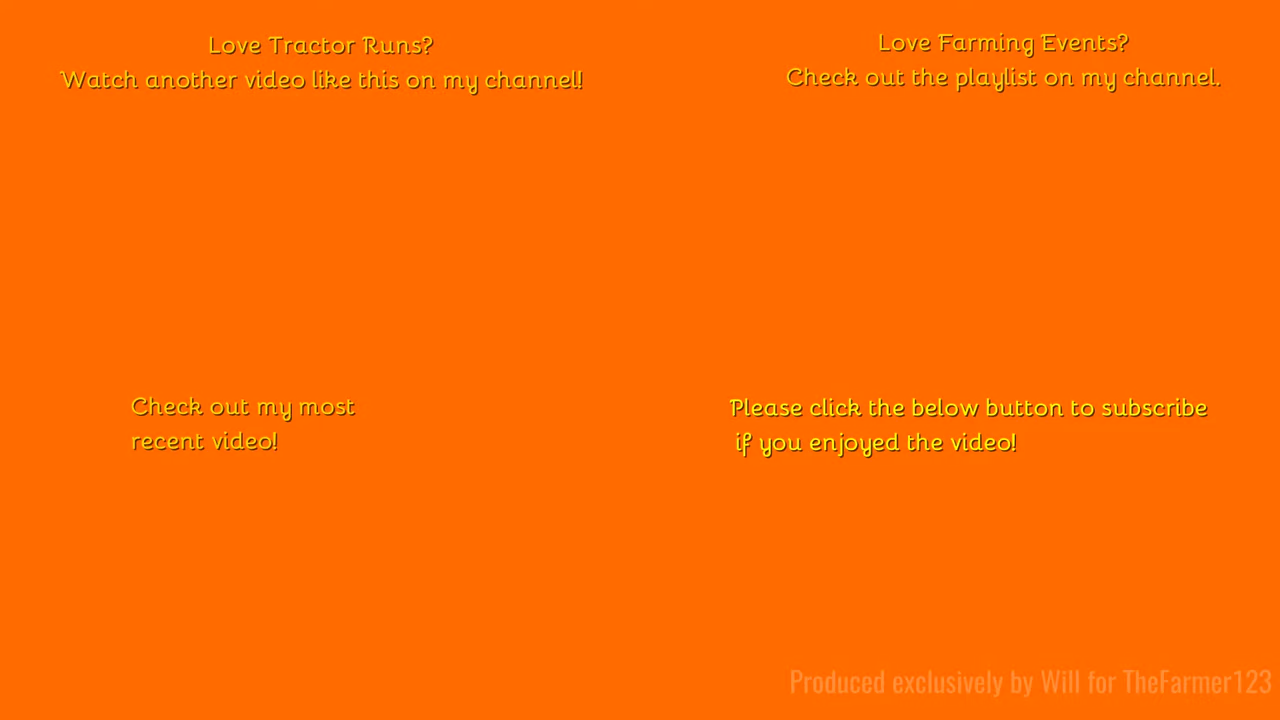 Love Tractor Runs?
Watch another video like this on my channel!
Love Farming Events?
Check out the playlist on my channel.
Check out my most
recent video!
Please click the below button to subscribe
if you enjoyed the video!
Produced exclusively by Will for TheFarmer123